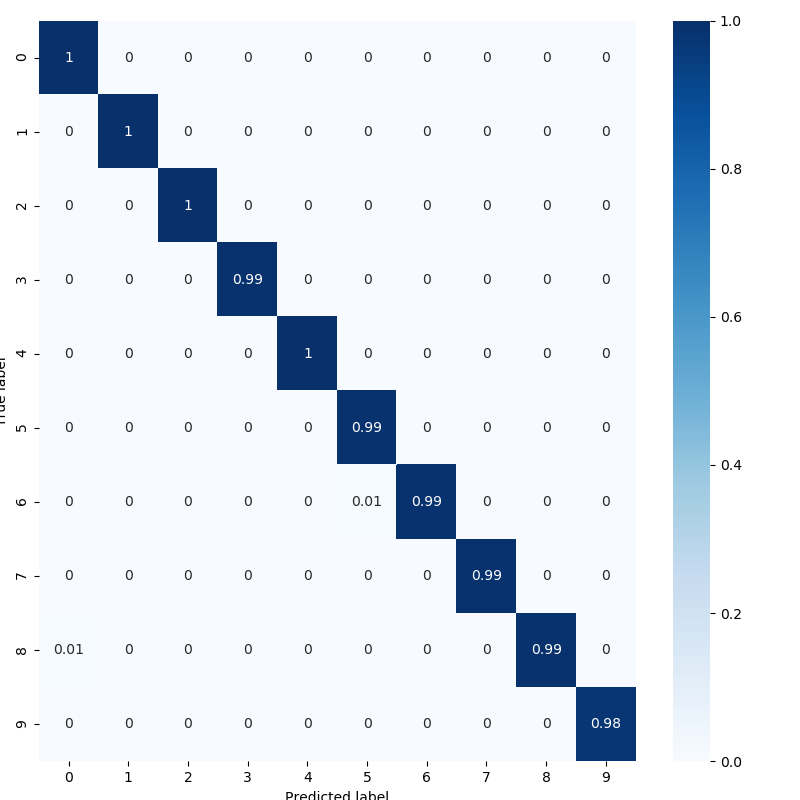 0 1 0 0 0 0 0 0 0 0 0 1.0
1 0 1 0 0 0 0 0 0 0 0
2 0 0 1 0 0 0 0 0 0 0 0.8
3 0 0 0 0.99 0 0 0 0 0 0
4 0 0 0 0 1 0 0 0 0 0 0.6
True label
5 0 0 0 0 0 0.99 0 0 0 0
6 0 0 0 0 0 0.01 0.99 0 0 0 0.4
7 0 0 0 0 0 0 0 0.99 0 0
8 0.01 0 0 0 0 0 0 0 0.99 0 0.2
9 0 0 0 0 0 0 0 0 0 0.98
0.0
0 1 2 3 4 5 6 7 8 9
Predicted label